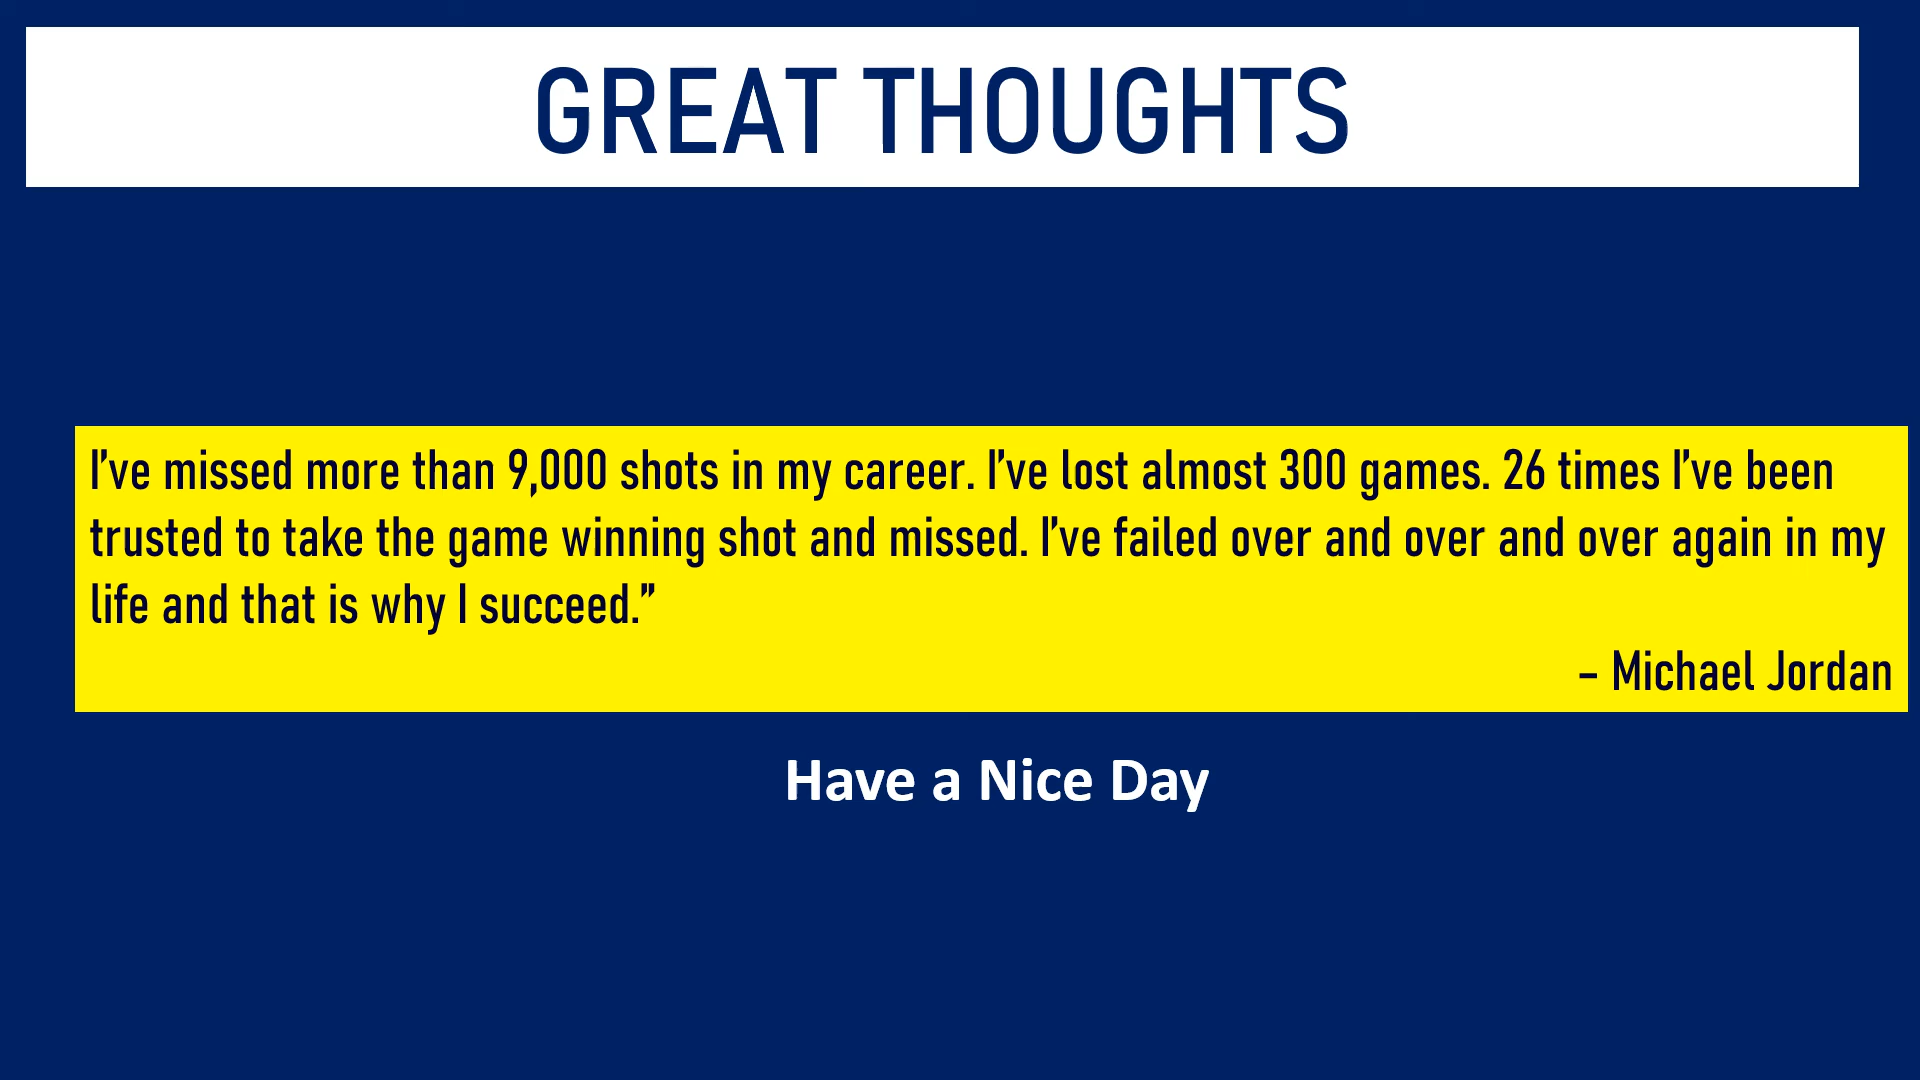 GREAT THOUGHTS
I’ve missed more than 9,000 shots in my career. I’ve lost almost 300 games. 26 times I’ve been
trusted to take the game winning shot and missed. I’ve failed over and over and over again in my
life and that is why I succeed.”
– Michael Jordan
Have a Nice Day